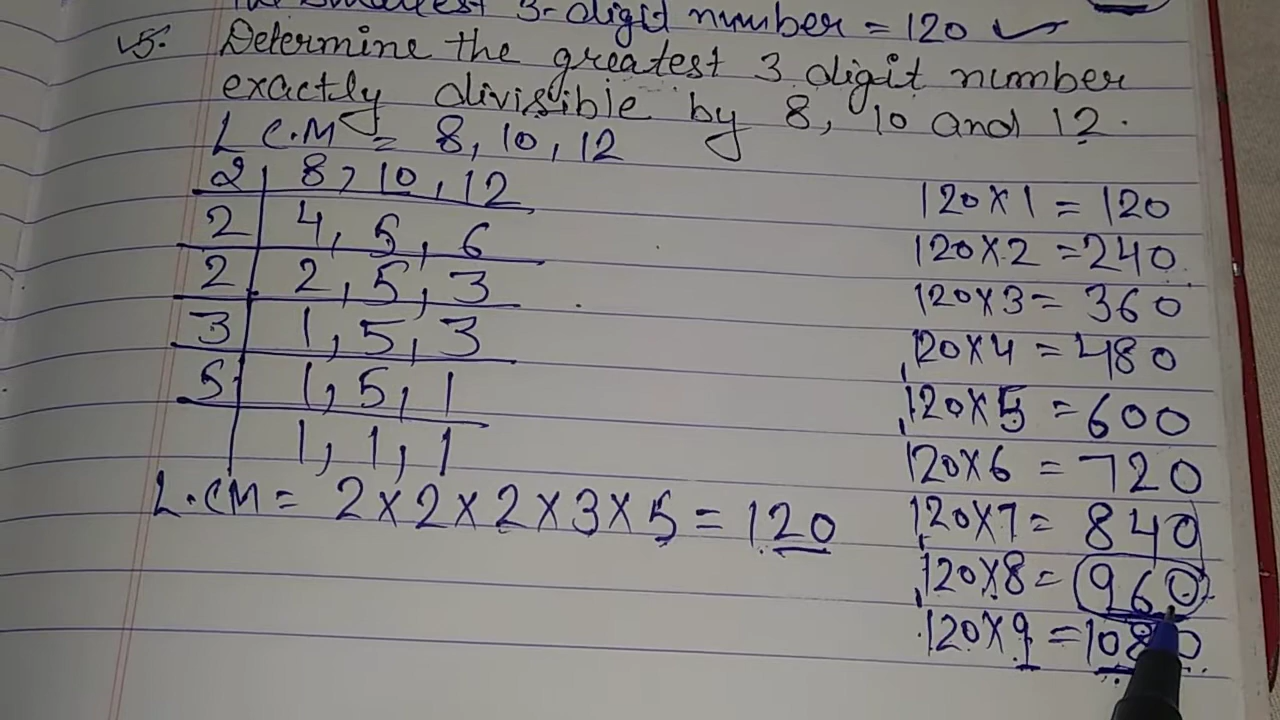 The smallest 3-digit number = 120 ✓
5. Determine the greatest 3 digit number
exactly divisible by 8, 10 and 12.
L C.M = 8, 10, 12
2 8, 10, 12
2 4, 5, 6
2 2, 5, 3
3 1, 5, 3
5 1, 5, 1
1, 1, 1
L.CM = 2×2×2×3×5 = 120
120×1 = 120
120×2 = 240
120×3 = 360
120×4 = 480
120×5 = 600
120×6 = 720
120×7 = 840
120×8 = 960
120×9 = 1080